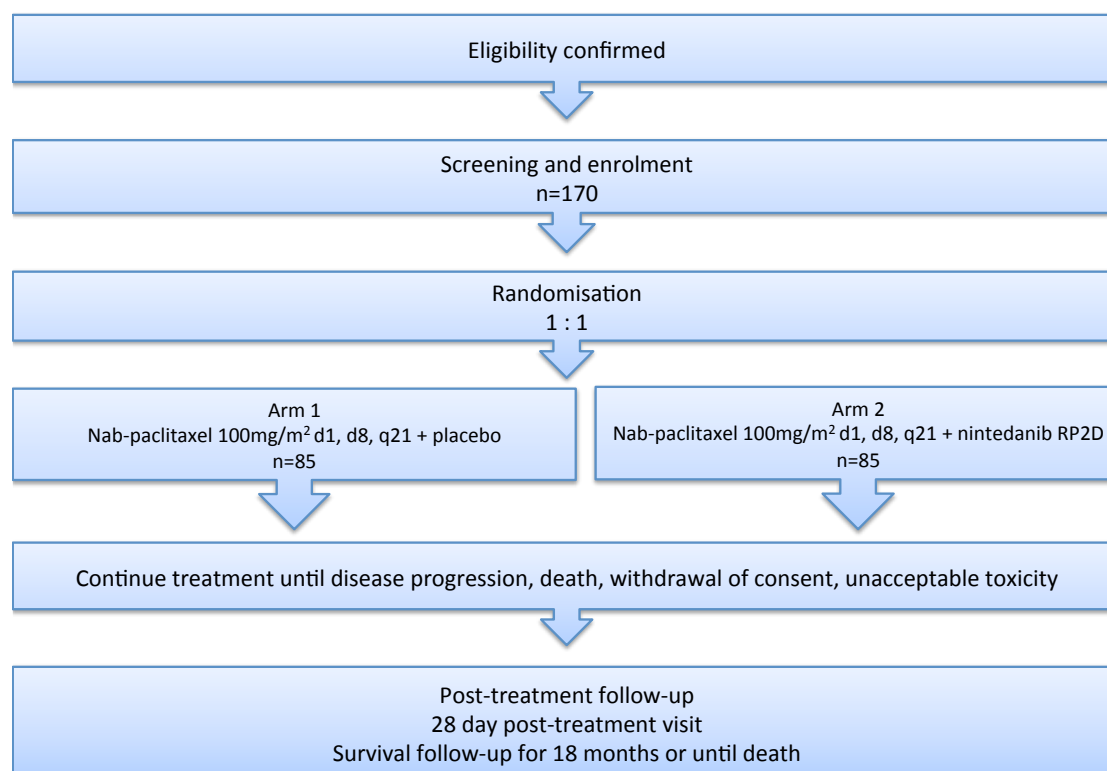 Eligibility confirmed
Screening and enrolment
n=170
Randomisation
1 : 1
Arm 1
Nab-paclitaxel 100mg/m² d1, d8, q21 + placebo
n=85
Arm 2
Nab-paclitaxel 100mg/m² d1, d8, q21 + nintedanib RP2D
n=85
Continue treatment until disease progression, death, withdrawal of consent, unacceptable toxicity
Post-treatment follow-up
28 day post-treatment visit
Survival follow-up for 18 months or until death